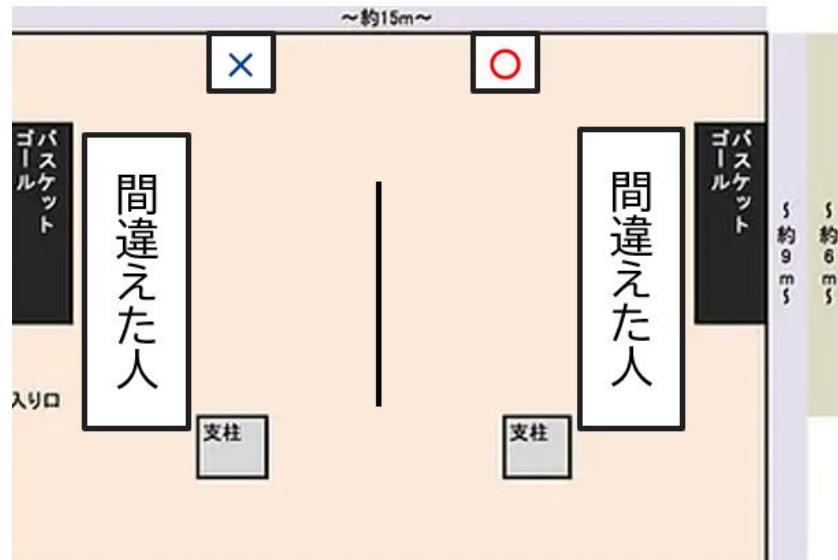 ～約15m～
×
○
バスケット
ゴール
間違えた人
間違えた人
バスケット
ゴール
～約9m～
～約6m～
入り口
支柱
支柱